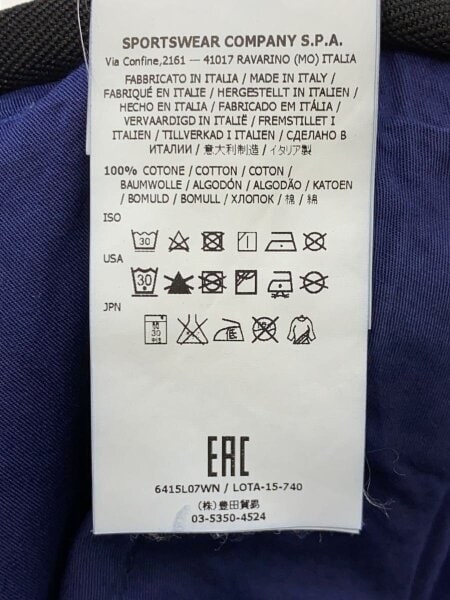 SPORTSWEAR COMPANY S.P.A.
Via Confine,2161 — 41017 RAVARINO (MO) ITALIA
FABBRICATO IN ITALIA / MADE IN ITALY /
FABRIQUÉ EN ITALIE / HERGESTELLT IN ITALIEN /
HECHO EN ITALIA / FABRICADO EM ITÁLIA /
VERVAARDIGD IN ITALIË / FREMSTILLET I
ITALIEN / TILLVERKAD I ITALIEN / СДЕЛАНО В
ИТАЛИИ / 意大利制造 / イタリア製
100% COTONE / COTTON / COTON /
BAUMWOLLE / ALGODÓN / ALGODÃO / KATOEN
/ BOMULD / BOMULL / ХЛОПОК / 棉 / 綿
ISO
30
USA
30
JPN
30
EAC
6415L07WN / LOTA-15-740
(株)豊田貿易
03-5350-4524